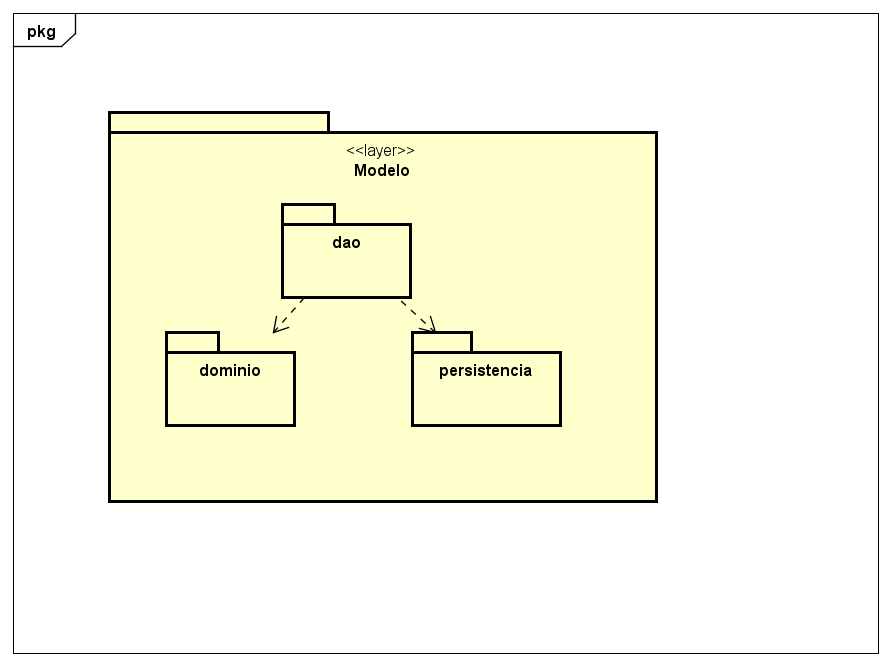 pkg
<<layer>>
Modelo
dao
dominio
persistencia